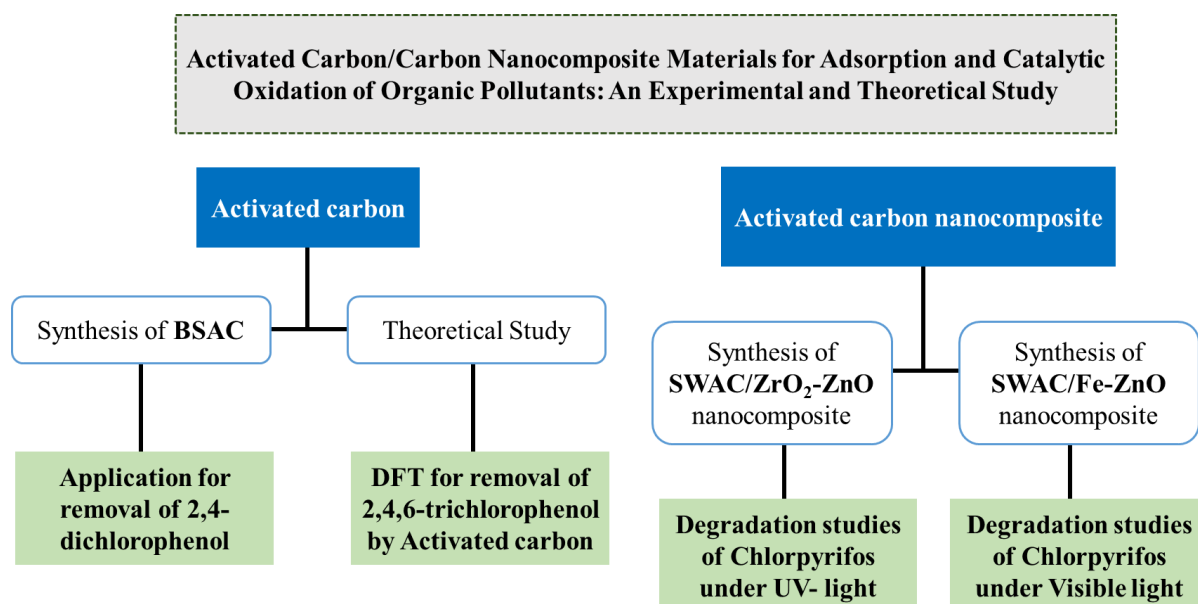 Activated Carbon/Carbon Nanocomposite Materials for Adsorption and Catalytic
Oxidation of Organic Pollutants: An Experimental and Theoretical Study
Activated carbon
Activated carbon nanocomposite
Synthesis of BSAC
Theoretical Study
Synthesis of
SWAC/ZrO₂-ZnO
nanocomposite
Synthesis of
SWAC/Fe-ZnO
nanocomposite
Application for
removal of 2,4-
dichlorophenol
DFT for removal of
2,4,6-trichlorophenol
by Activated carbon
Degradation studies
of Chlorpyrifos
under UV- light
Degradation studies
of Chlorpyrifos
under Visible light